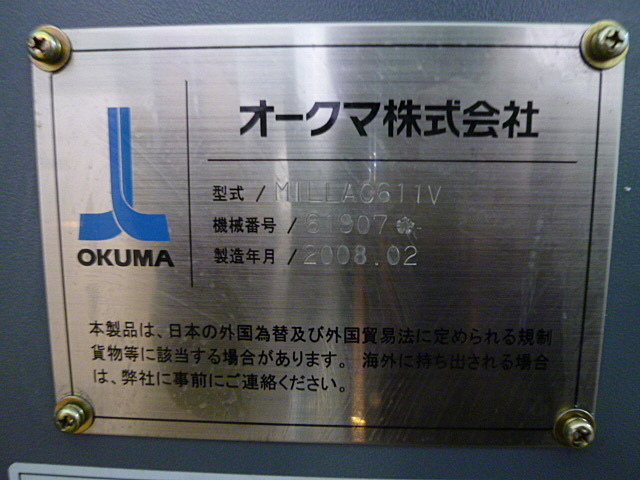 オークマ株式会社
OKUMA
型式 / MILLAC611V
機械番号 / 61907
製造年月 / 2008.02
本製品は、日本の外国為替及び外国貿易法に定められる規制
貨物等に該当する場合があります。 海外に持ち出される場合
は、弊社に事前にご連絡ください。